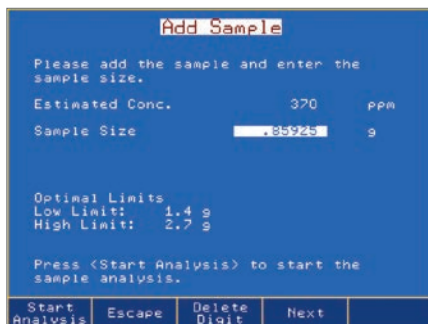 Add Sample
Please add the sample and enter the
sample size.
Estimated Conc. 370 ppm
Sample Size .85925 g
Optimal Limits
Low Limit: 1.4 g
High Limit: 2.7 g
Press <Start Analysis> to start the
sample analysis.
Start Analysis Escape Delete Digit Next